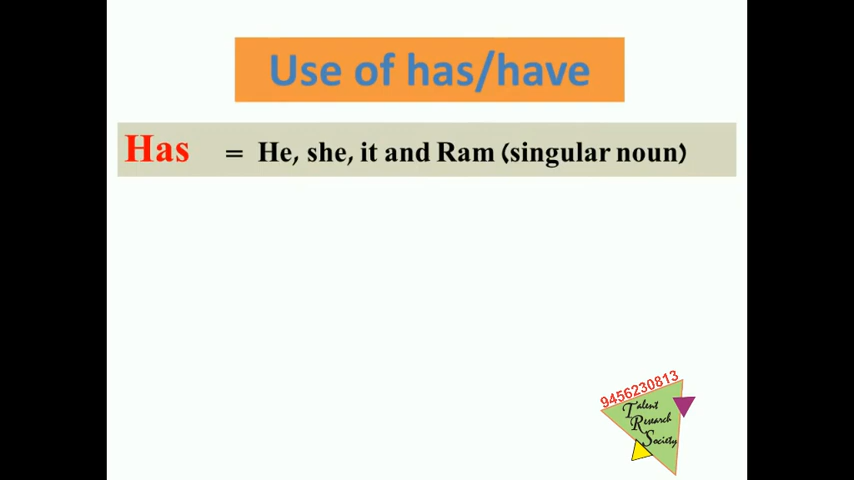 Use of has/have
Has = He, she, it and Ram (singular noun)
9456230813
Talent
Research
Society